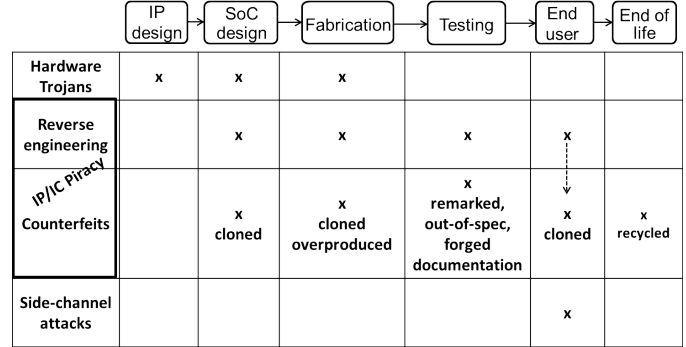 IP
design
SoC
design
Fabrication
Testing
End
user
End of
life
Hardware
Trojans
x
x
x
Reverse
engineering
x
x
x
x
IP/IC Piracy
Counterfeits
x
cloned
x
cloned
overproduced
x
remarked,
out-of-spec,
forged
documentation
x
cloned
x
recycled
Side-channel
attacks
x